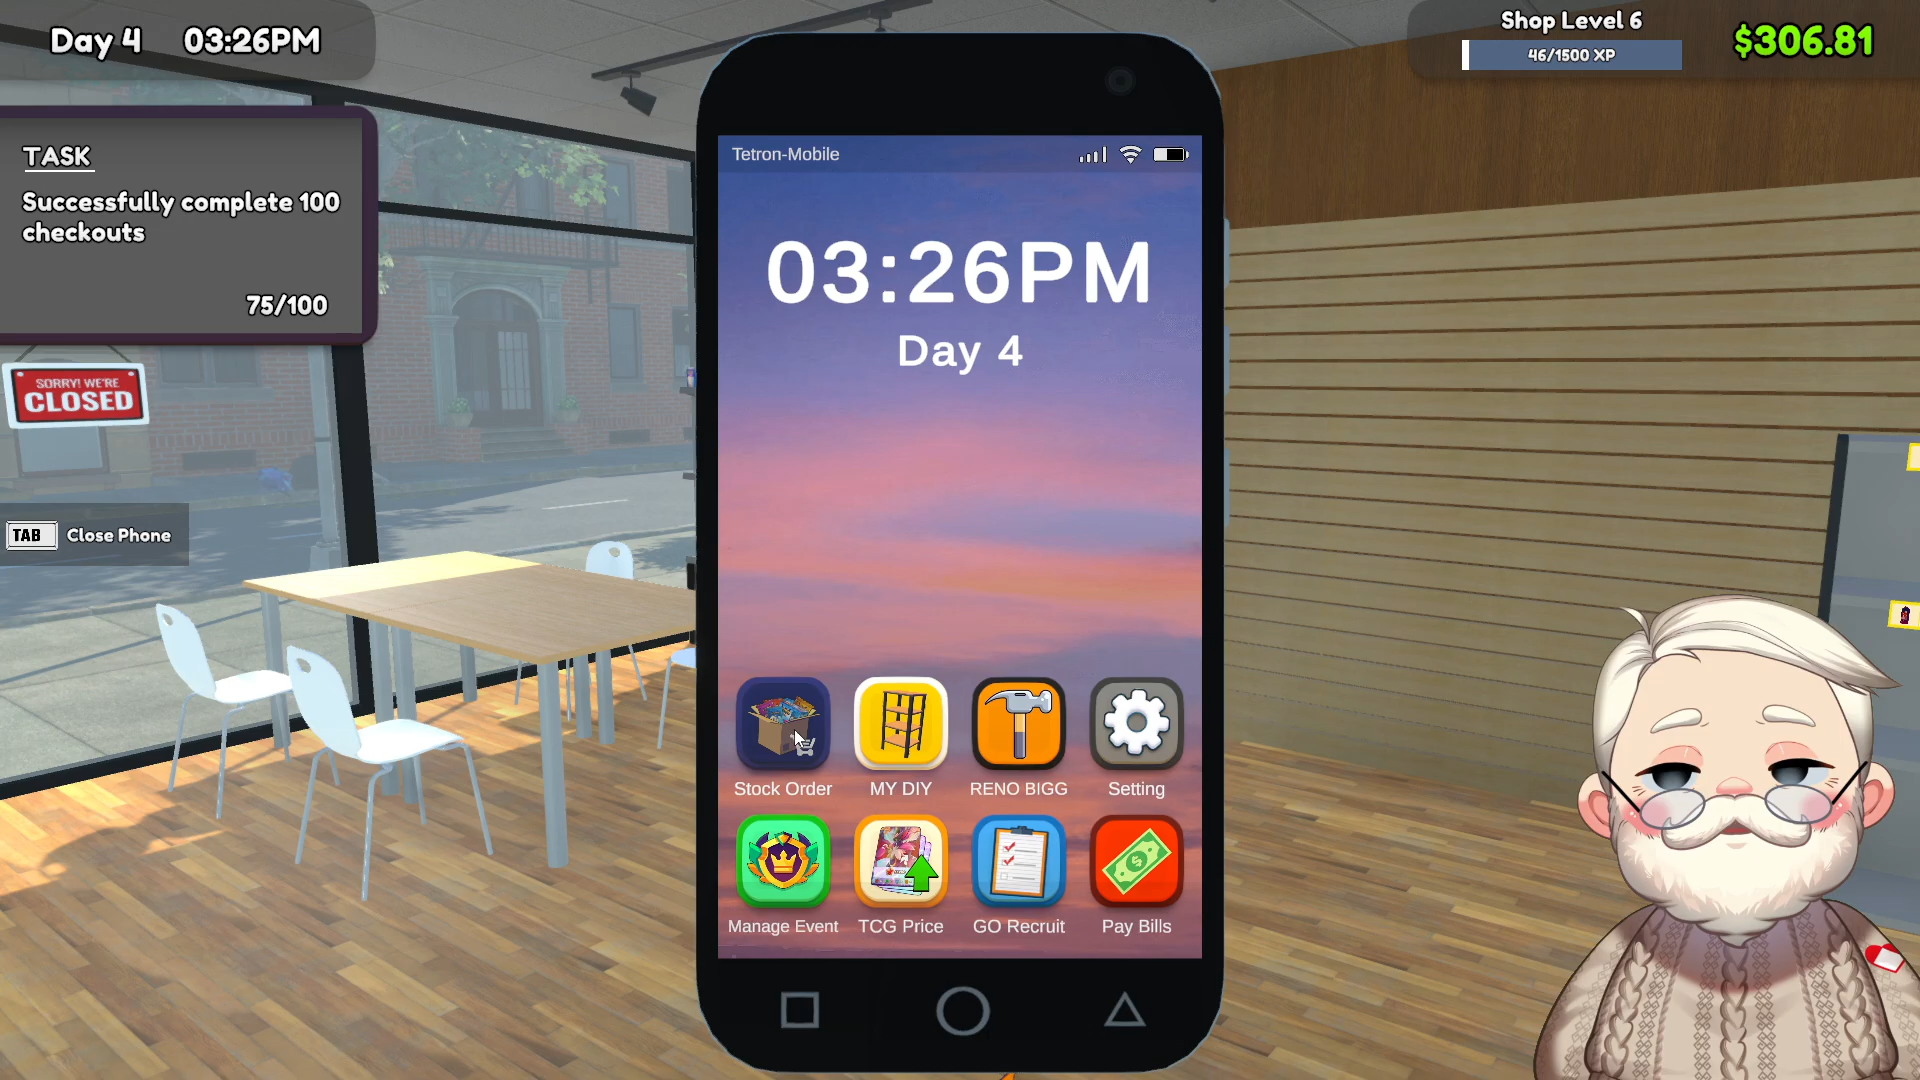 Day 4 03:26PM
Shop Level 6
46/1500 XP
$306.81
TASK
Successfully complete 100
checkouts
75/100
SORRY! WE'RE
CLOSED
TAB Close Phone
Tetron-Mobile
03:26PM
Day 4
Stock Order MY DIY RENO BIGG Setting
Manage Event TCG Price GO Recruit Pay Bills